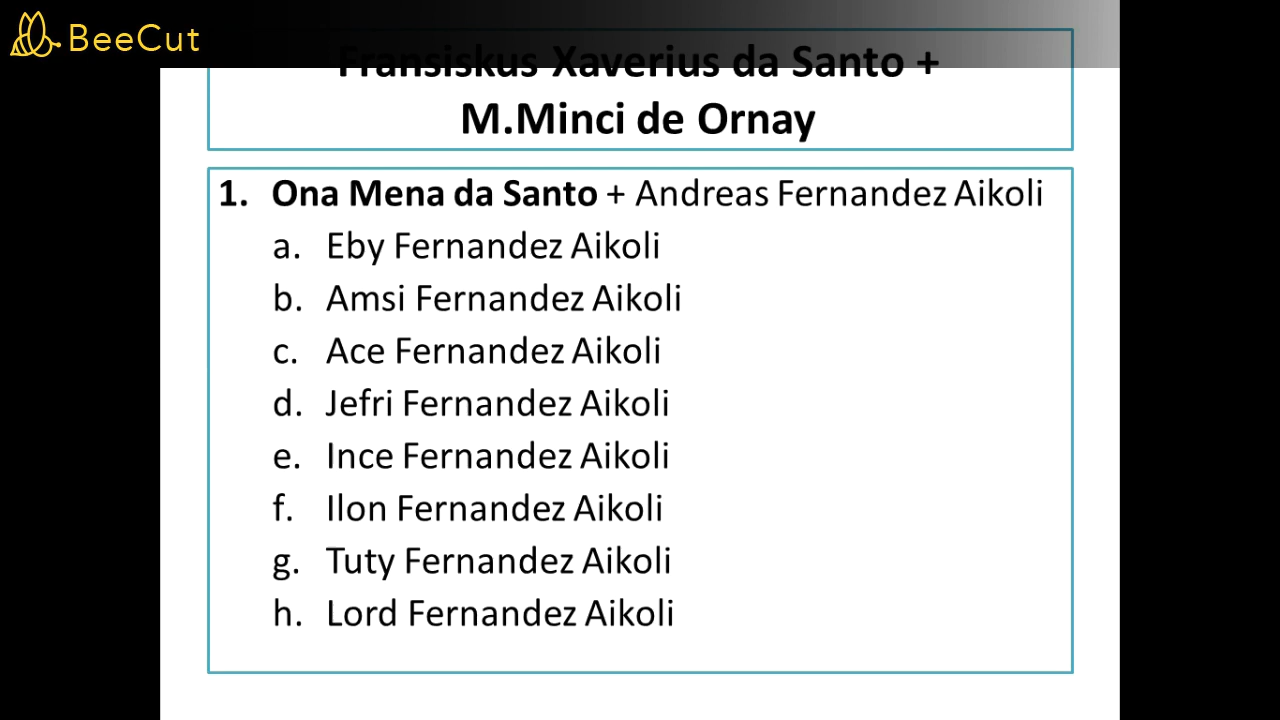 BeeCut
Fransiskus Xaverius da Santo +
M.Minci de Ornay
1. Ona Mena da Santo + Andreas Fernandez Aikoli
a. Eby Fernandez Aikoli
b. Amsi Fernandez Aikoli
c. Ace Fernandez Aikoli
d. Jefri Fernandez Aikoli
e. Ince Fernandez Aikoli
f. Ilon Fernandez Aikoli
g. Tuty Fernandez Aikoli
h. Lord Fernandez Aikoli